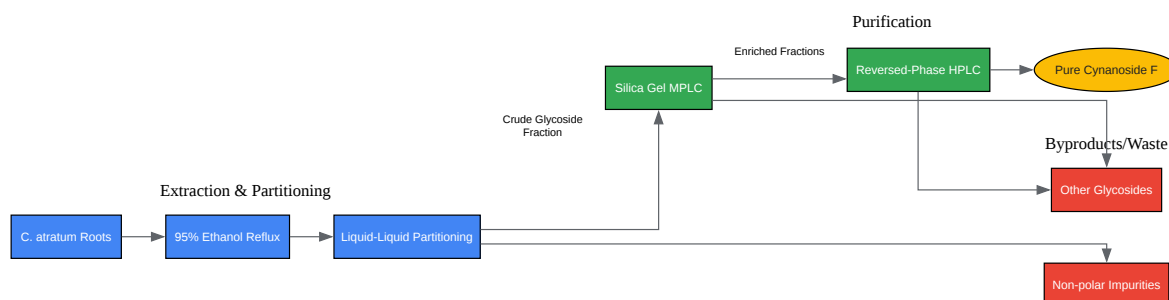 Purification
Enriched Fractions
Silica Gel MPLC
Reversed-Phase HPLC
Pure Cynanoside F
Crude Glycoside
Fraction
Byproducts/Waste
Extraction & Partitioning
Other Glycosides
C. atratum Roots
95% Ethanol Reflux
Liquid-Liquid Partitioning
Non-polar Impurities